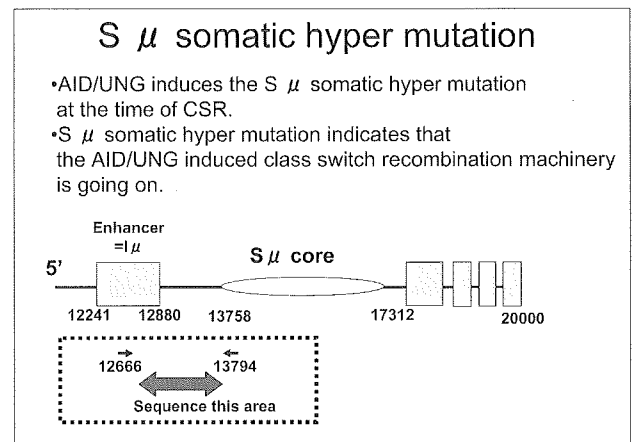 S μ somatic hyper mutation
•AID/UNG induces the S μ somatic hyper mutation
at the time of CSR.
•S μ somatic hyper mutation indicates that
the AID/UNG induced class switch recombination machinery
is going on.
Enhancer
=I μ
5'
S μ core
12241 12880 13758 17312 20000
12666 13794
Sequence this area